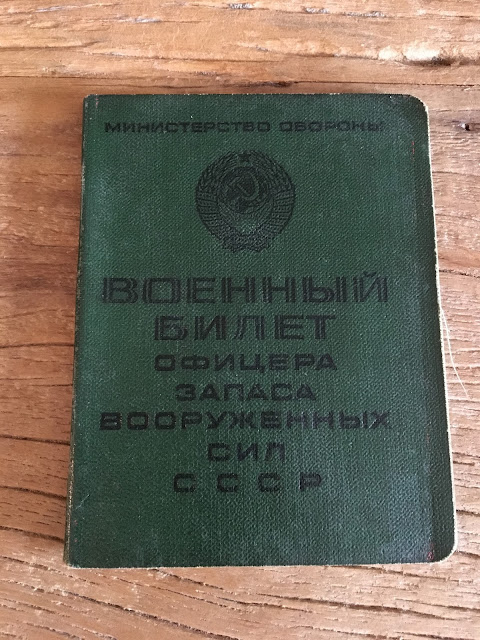 МИНИСТЕРСТВО ОБОРОНЫ
ВОЕННЫЙ
БИЛЕТ
ОФИЦЕРА
ЗАПАСА
ВООРУЖЕННЫХ
СИЛ
СССР